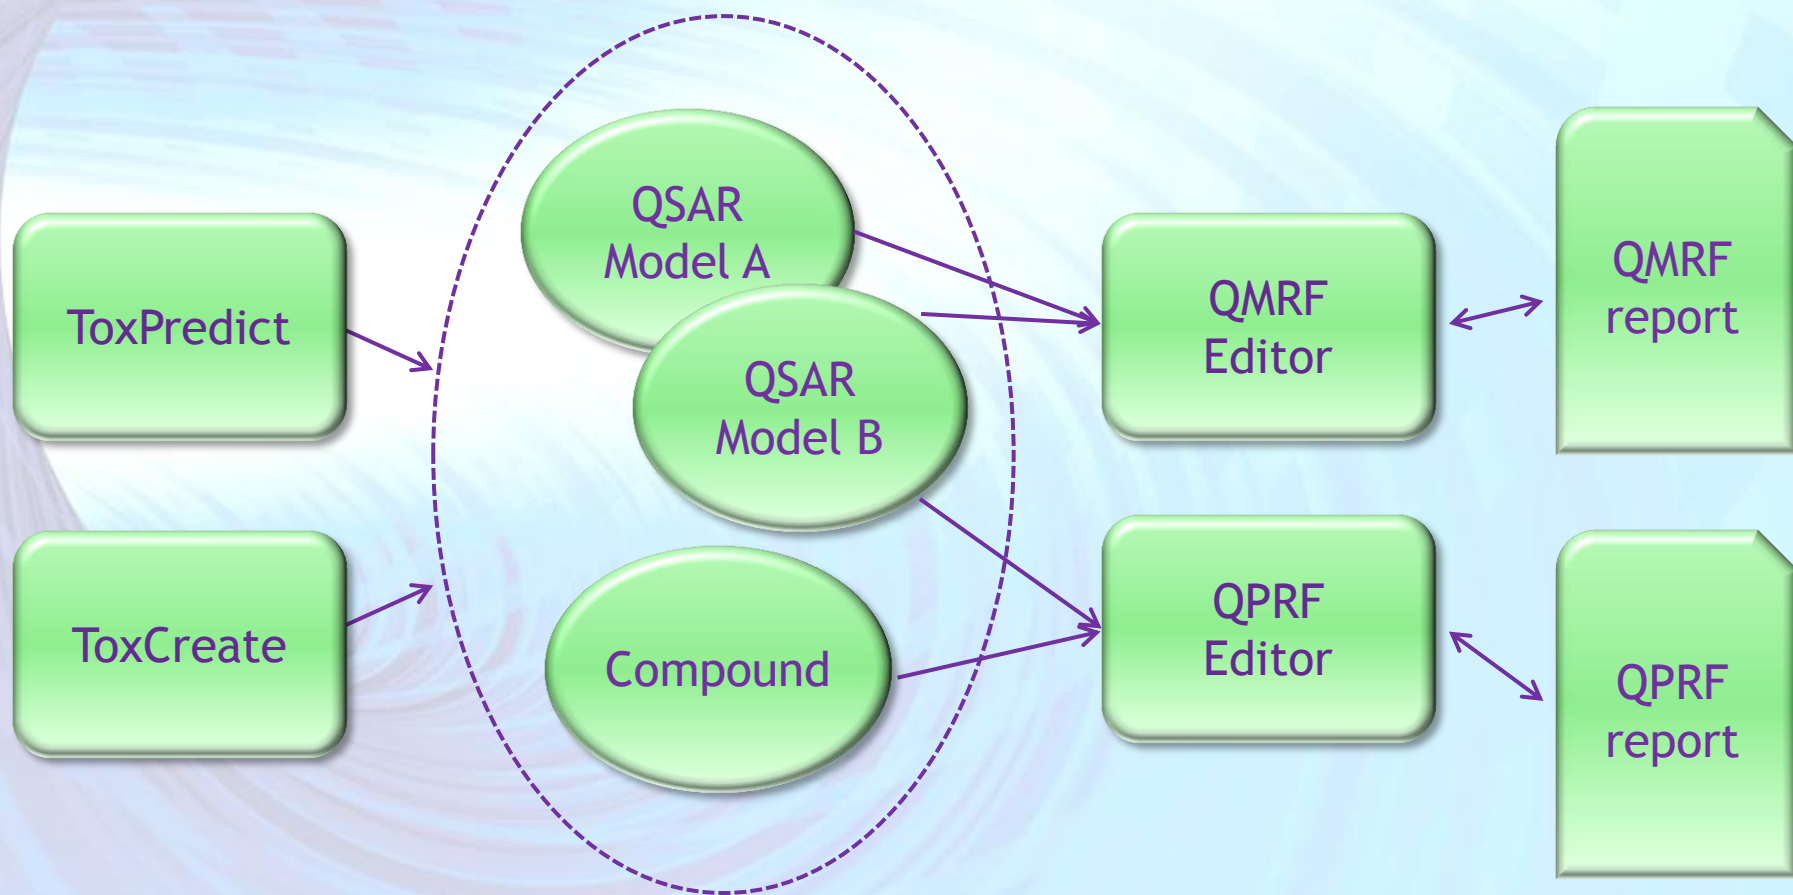 ToxPredict
ToxCreate
QSAR
Model A
QSAR
Model B
Compound
QMRF
Editor
QPRF
Editor
QMRF
report
QPRF
report